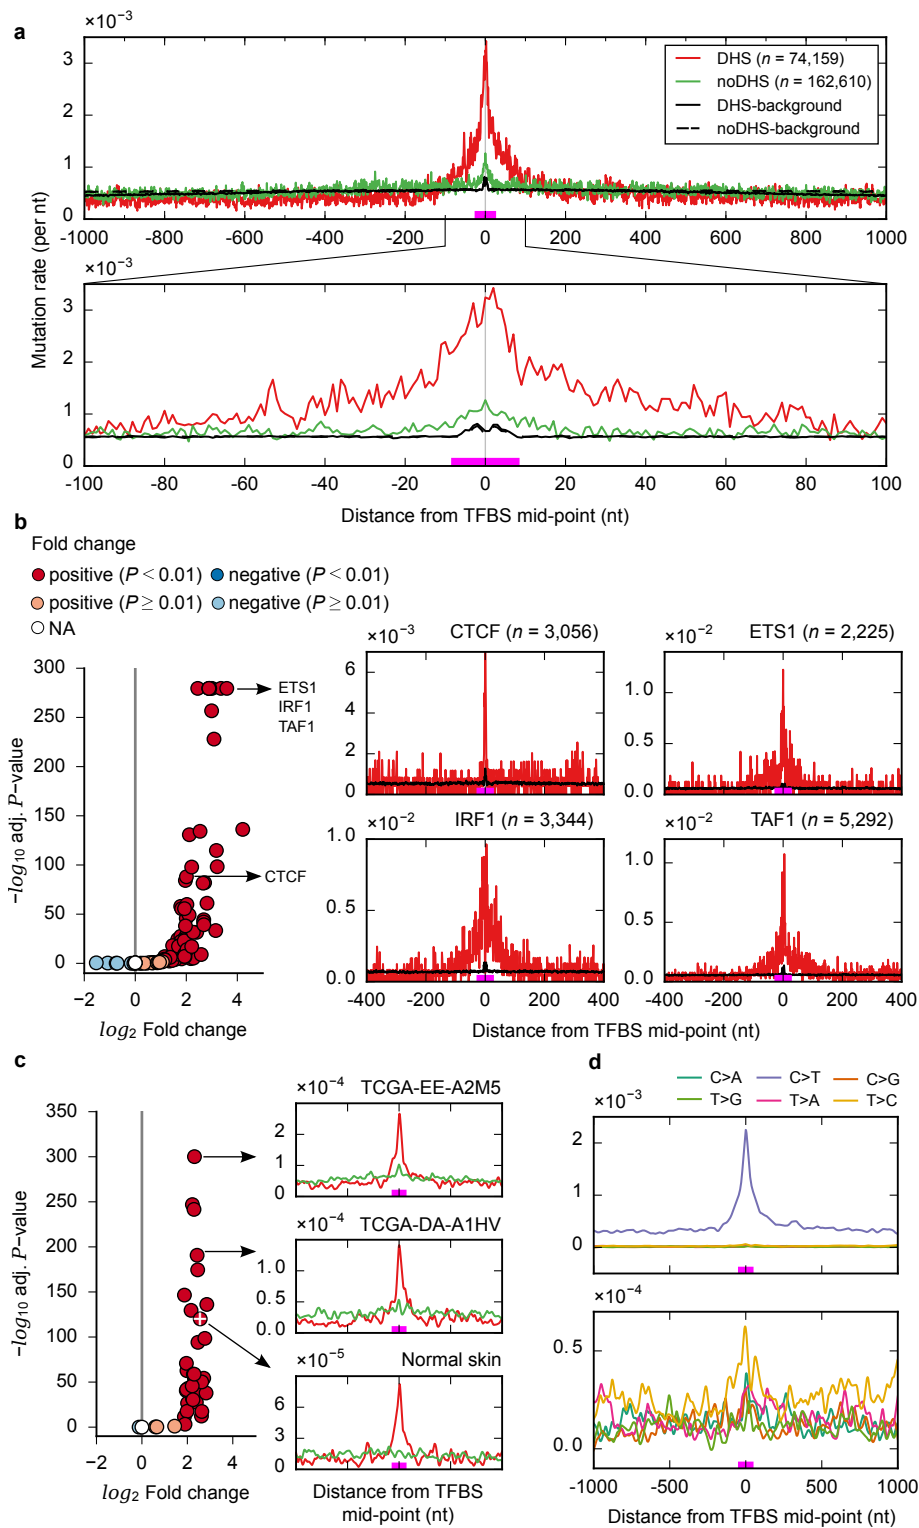 a
×10−3
DHS (n = 74,159)
noDHS (n = 162,610)
DHS-background
noDHS-background
3
2
1
0
-1000 -800 -600 -400 -200 0 200 400 600 800 1000
Mutation rate (per nt)
×10−3
3
2
1
0
-100 -80 -60 -40 -20 0 20 40 60 80 100
Distance from TFBS mid-point (nt)
b
Fold change
positive (P < 0.01) negative (P < 0.01)
positive (P ≥ 0.01) negative (P ≥ 0.01)
NA
−log10 adj. P−value
300
250
200
150
100
50
0
−2 0 2 4
log2 Fold change
ETS1
IRF1
TAF1
CTCF
×10−3 CTCF (n = 3,056)
6
4
2
0
×10−2 ETS1 (n = 2,225)
1.0
0.5
0.0
×10−2 IRF1 (n = 3,344)
1.0
0.5
0.0
-400 -200 0 200 400
×10−2 TAF1 (n = 5,292)
1.0
0.5
0.0
-400 -200 0 200 400
Distance from TFBS mid-point (nt)
c
−log10 adj. P−value
350
300
250
200
150
100
50
0
−2 0 2 4
log2 Fold change
×10−4 TCGA-EE-A2M5
2
1
0
×10−4 TCGA-DA-A1HV
1.0
0.5
0.0
×10−5 Normal skin
5
0
Distance from TFBS
mid-point (nt)
d
C>A C>T C>G
T>G T>A T>C
×10−3
2
1
0
-1000 -500 0 500 1000
×10−4
0.5
0.0
-1000 -500 0 500 1000
Distance from TFBS mid-point (nt)